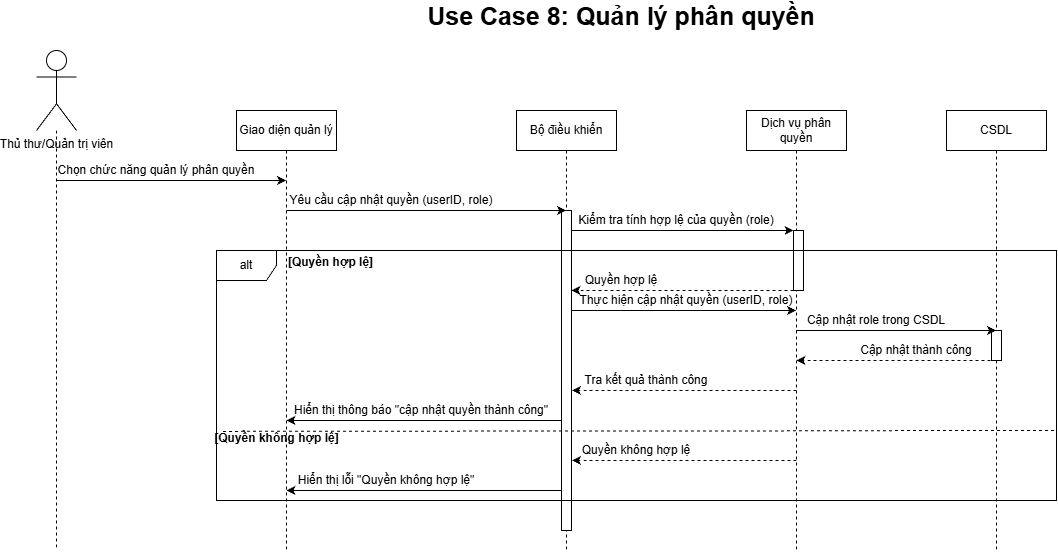 Use Case 8: Quản lý phân quyền
Thủ thư/Quản trị viên
Giao diện quản lý
Bộ điều khiển
Dịch vụ phân
quyền
CSDL
Chọn chức năng quản lý phân quyền
Yêu cầu cập nhật quyền (userID, role)
Kiểm tra tính hợp lệ của quyền (role)
alt
[Quyền hợp lệ]
Quyền hợp lệ
Thực hiện cập nhật quyền (userID, role)
Cập nhật role trong CSDL
Cập nhật thành công
Tra kết quả thành công
Hiển thị thông báo "cập nhật quyền thành công"
[Quyền không hợp lệ]
Quyền không hợp lệ
Hiển thị lỗi "Quyền không hợp lệ"